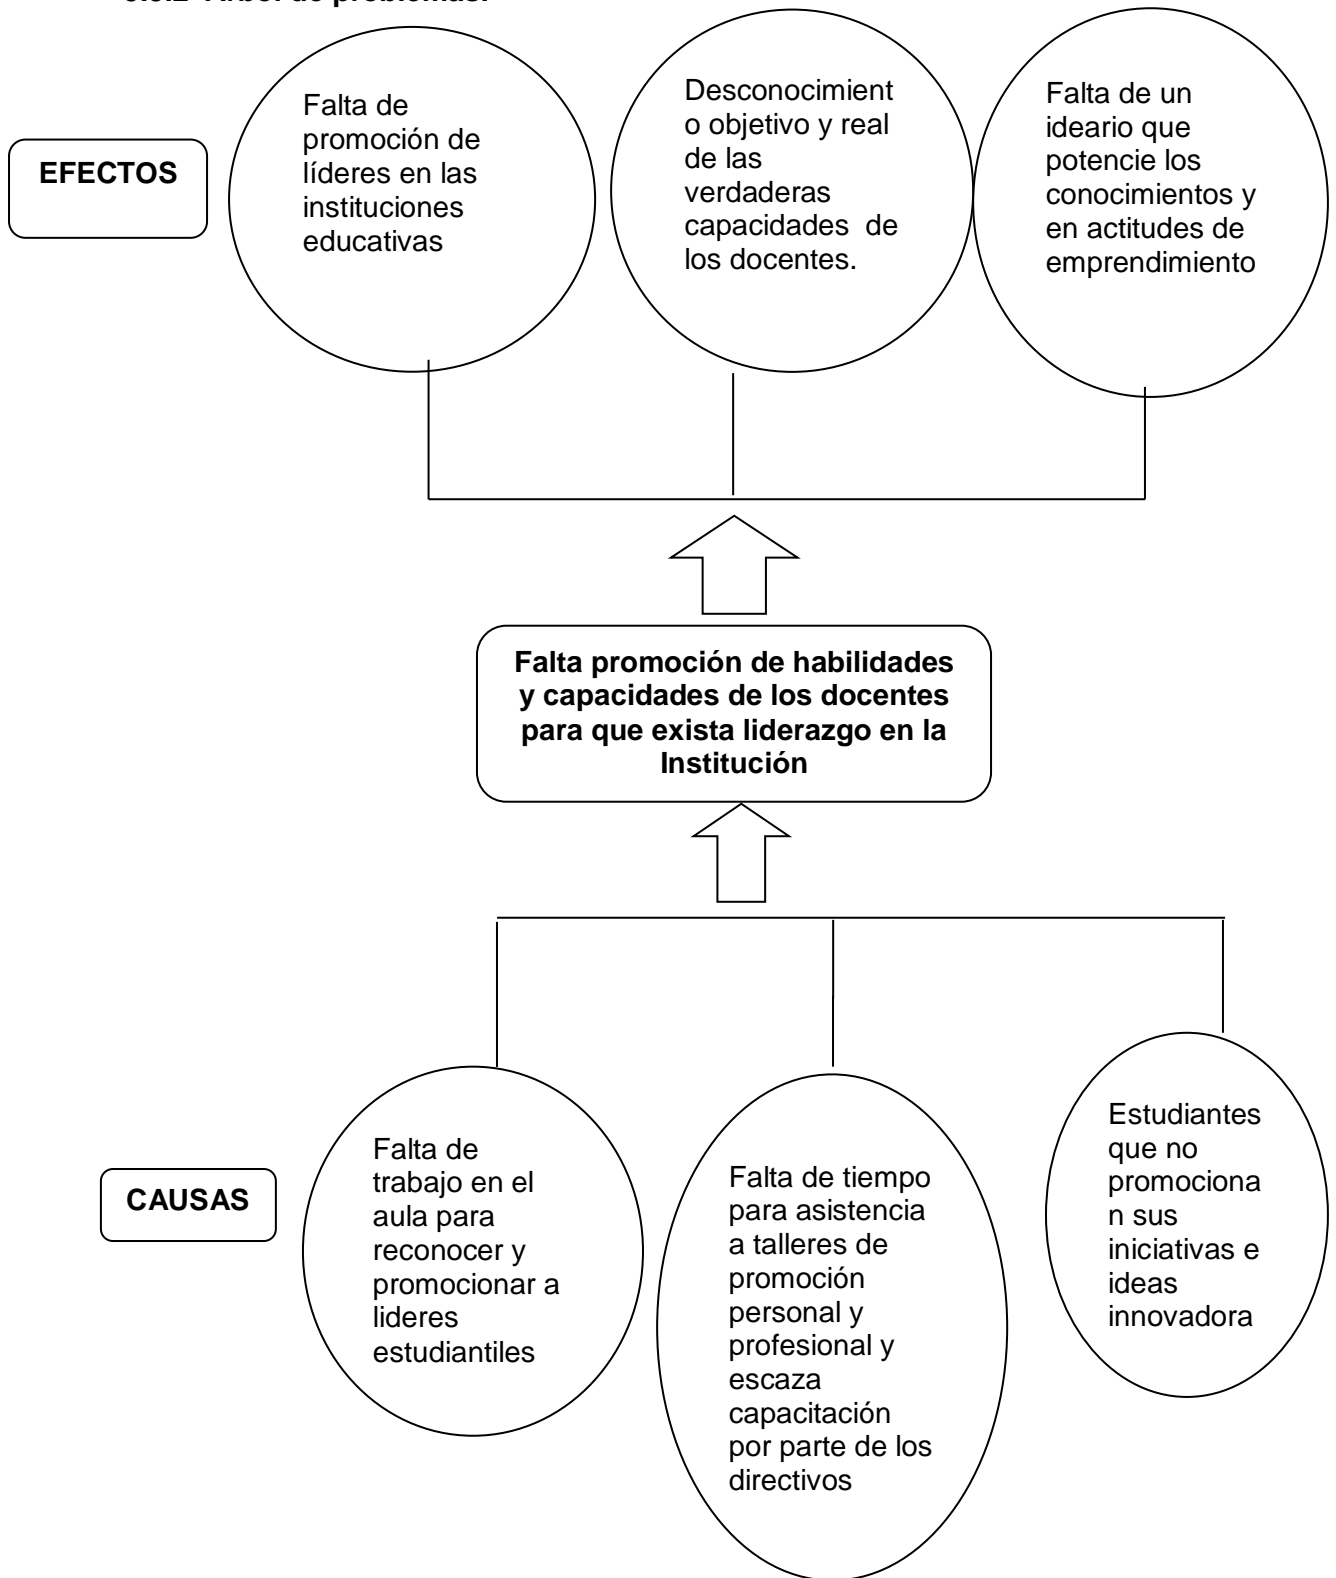 EFECTOS
Falta de
promoción de
líderes en las
instituciones
educativas
Desconocimient
o objetivo y real
de las
verdaderas
capacidades de
los docentes.
Falta de un
ideario que
potencie los
conocimientos y
en actitudes de
emprendimiento
Falta promoción de habilidades
y capacidades de los docentes
para que exista liderazgo en la
Institución
CAUSAS
Falta de
trabajo en el
aula para
reconocer y
promocionar a
lideres
estudiantiles
Falta de tiempo
para asistencia
a talleres de
promoción
personal y
profesional y
escaza
capacitación
por parte de los
directivos
Estudiantes
que no
promociona
n sus
iniciativas e
ideas
innovadora